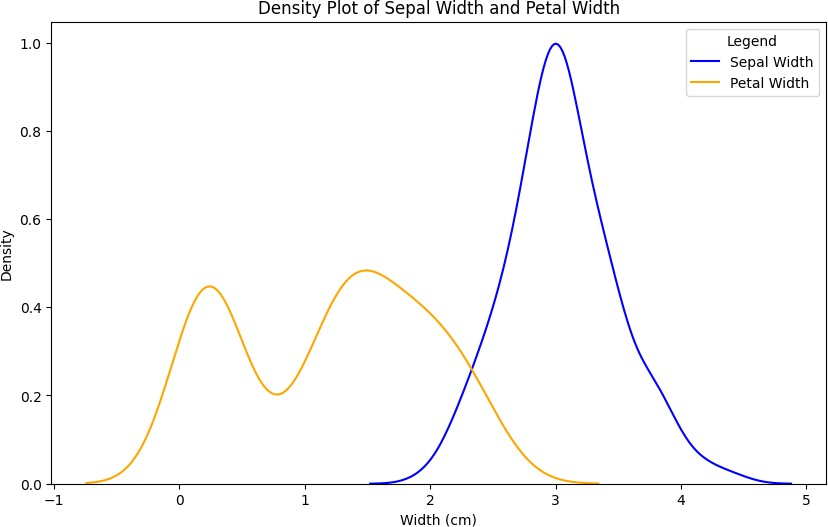 Density Plot of Sepal Width and Petal Width
Legend
Sepal Width
Petal Width
1.0
0.8
0.6
0.4
0.2
0.0
Density
−1
0
1
2
3
4
5
Width (cm)